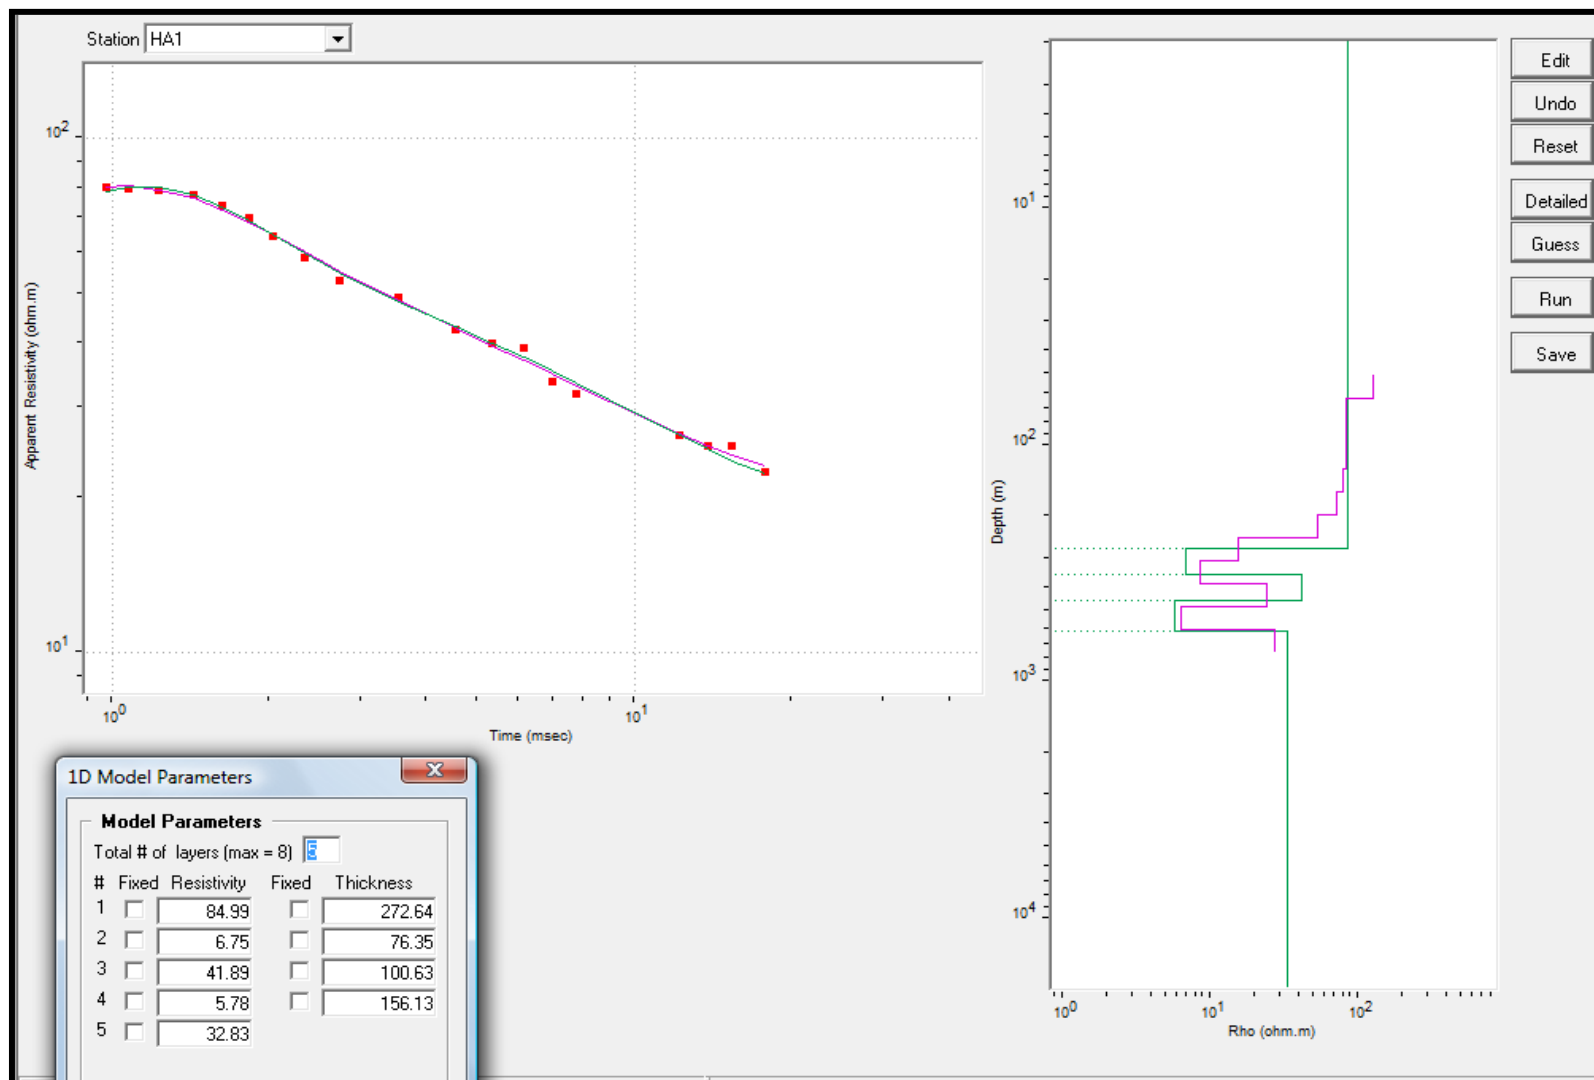 Station HA1
10^2
10^1
Apparent Resistivity (ohm.m)
10^0
10^1
Time (msec)
10^1
10^2
10^3
10^4
Depth (m)
10^0
10^1
10^2
Rho (ohm.m)
Edit
Undo
Reset
Detailed
Guess
Run
Save
1D Model Parameters
X
Model Parameters
Total # of layers (max = 8) 5
# Fixed Resistivity Fixed Thickness
1 84.99 272.64
2 6.75 76.35
3 41.89 100.63
4 5.78 156.13
5 32.83